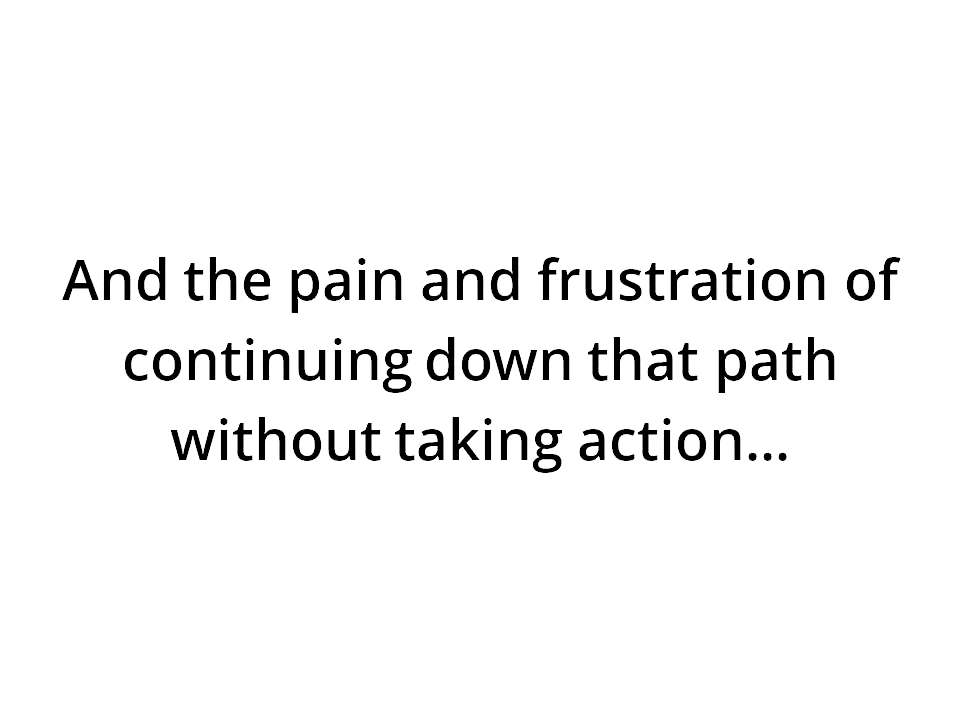 And the pain and frustration of
continuing down that path
without taking action...